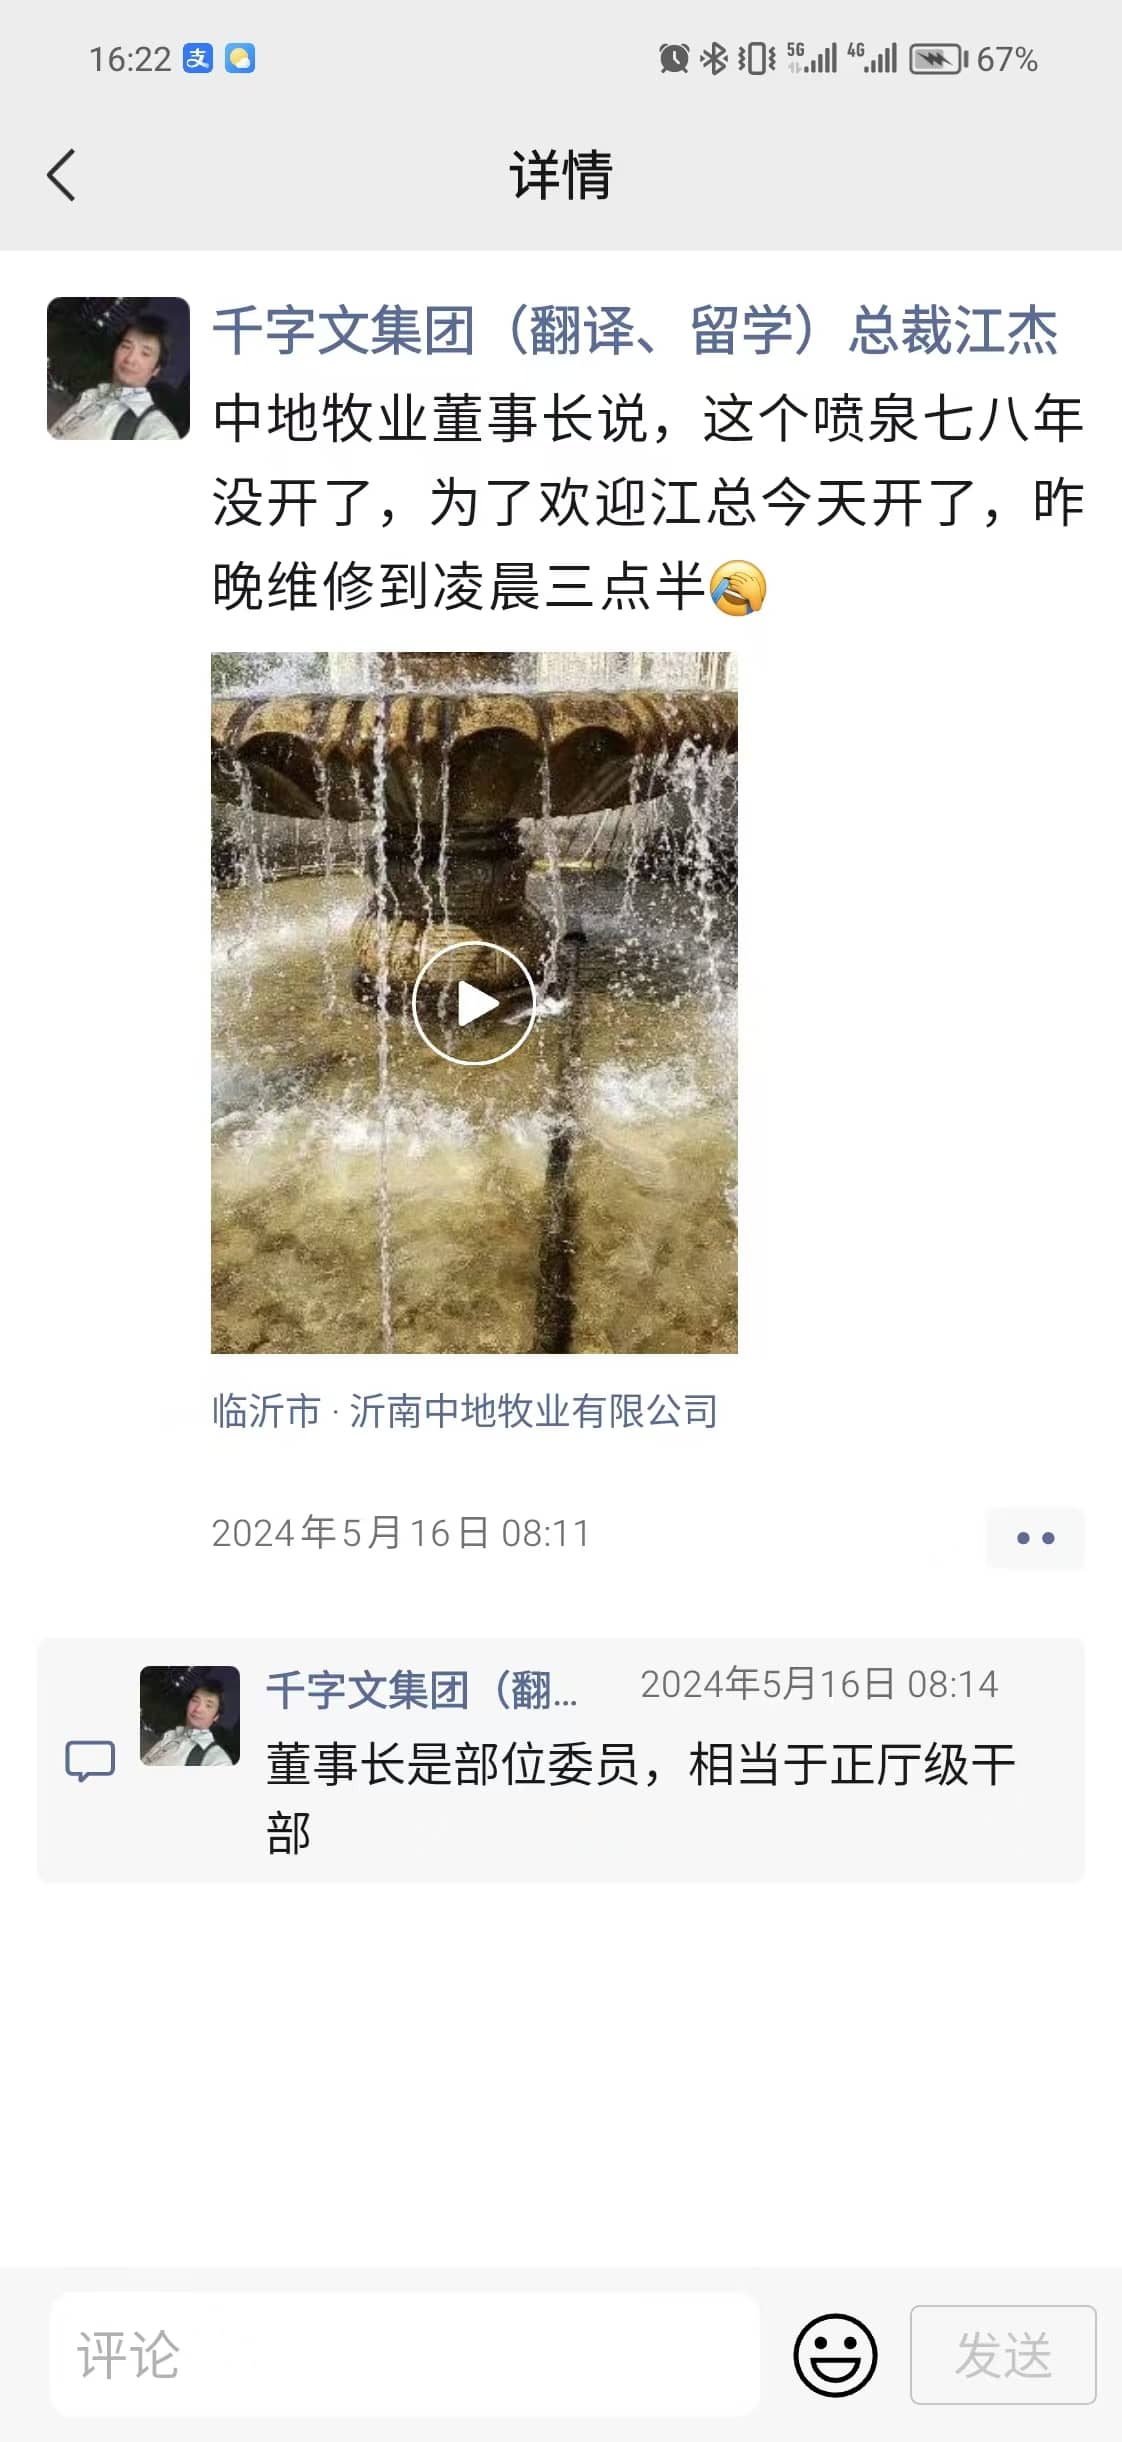 16:22 支 5G 4G 67%
详情
千字文集团（翻译、留学）总裁江杰
中地牧业董事长说，这个喷泉七八年
没开了，为了欢迎江总今天开了，昨
晚维修到凌晨三点半🤦
临沂市 · 沂南中地牧业有限公司
2024年5月16日 08:11
千字文集团（翻... 2024年5月16日 08:14
董事长是部位委员，相当于正厅级干
部
评论 发送